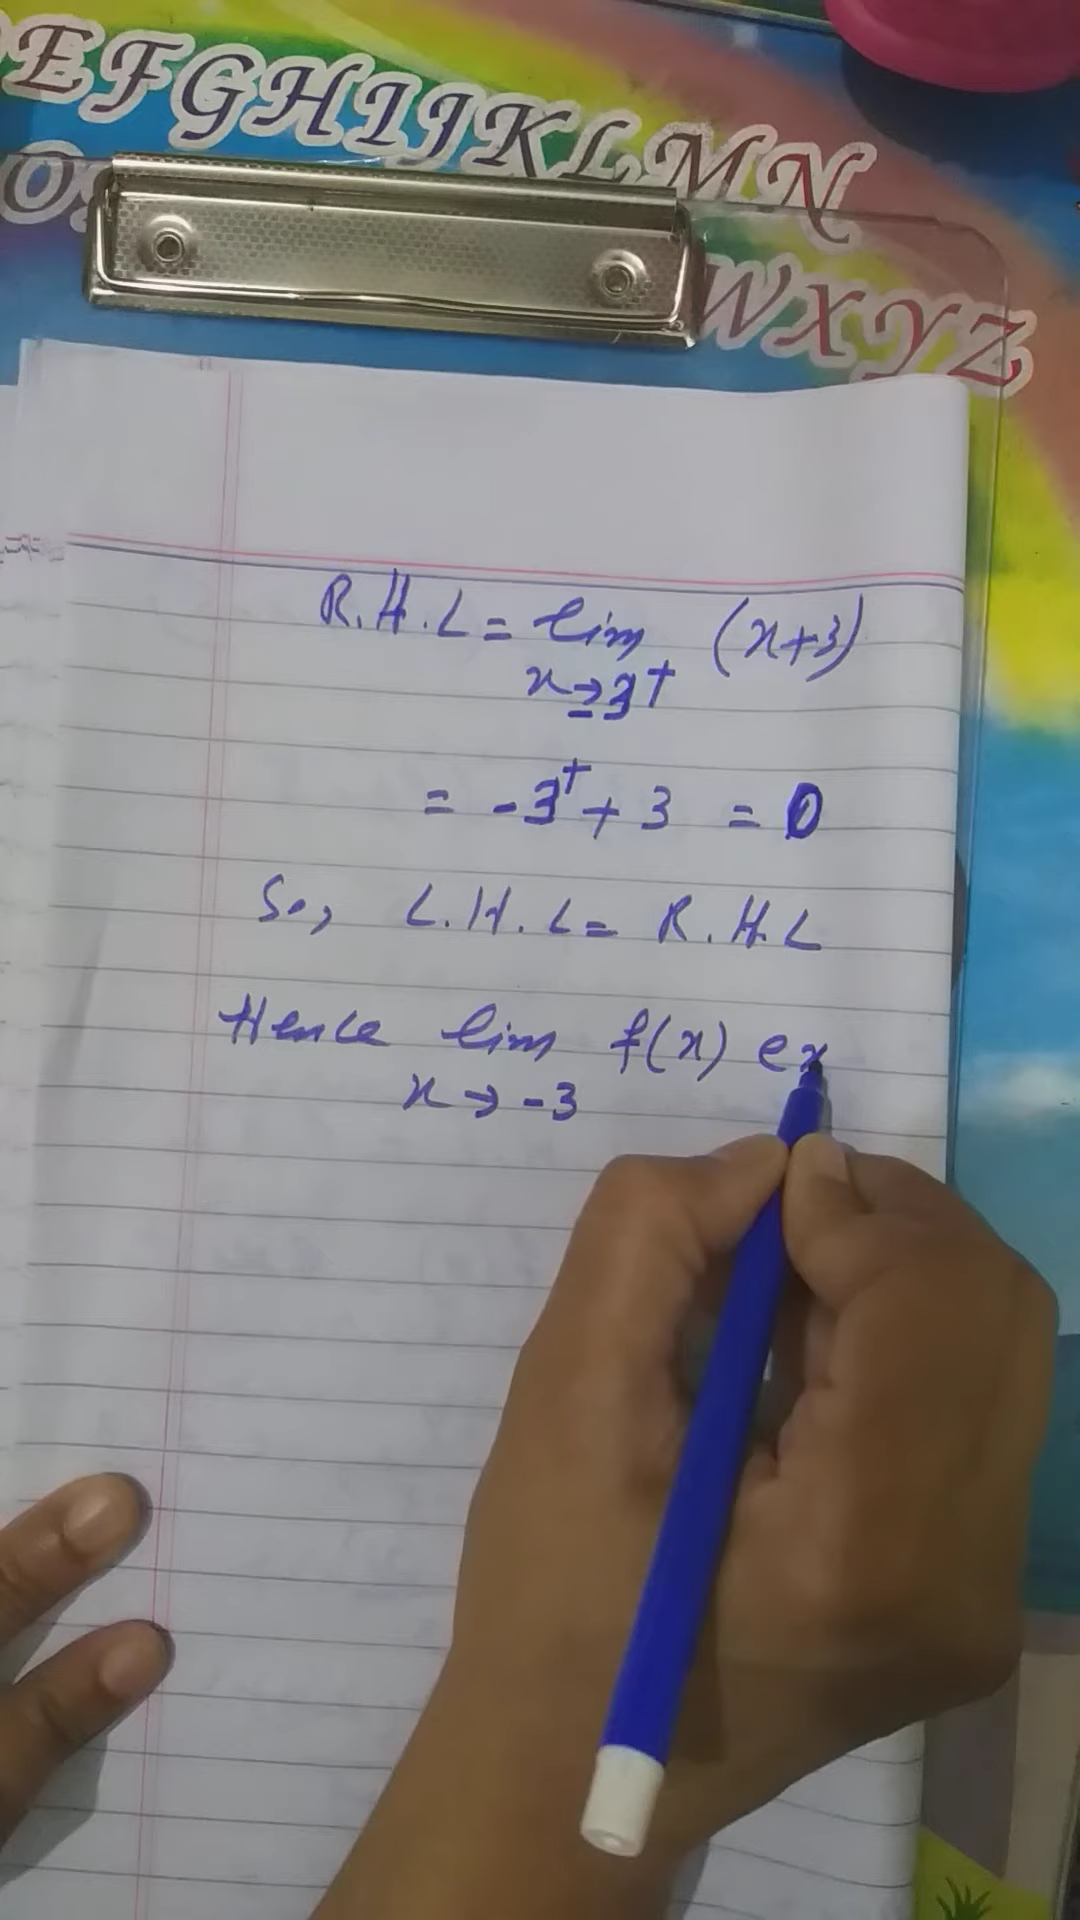 EFGHIJKLMN
O
WXYZ
R.H.L = lim (x+3)
x→-3⁺
= -3⁺ + 3 = 0
So, L.H.L = R.H.L
Hence lim f(x) ex
x→-3